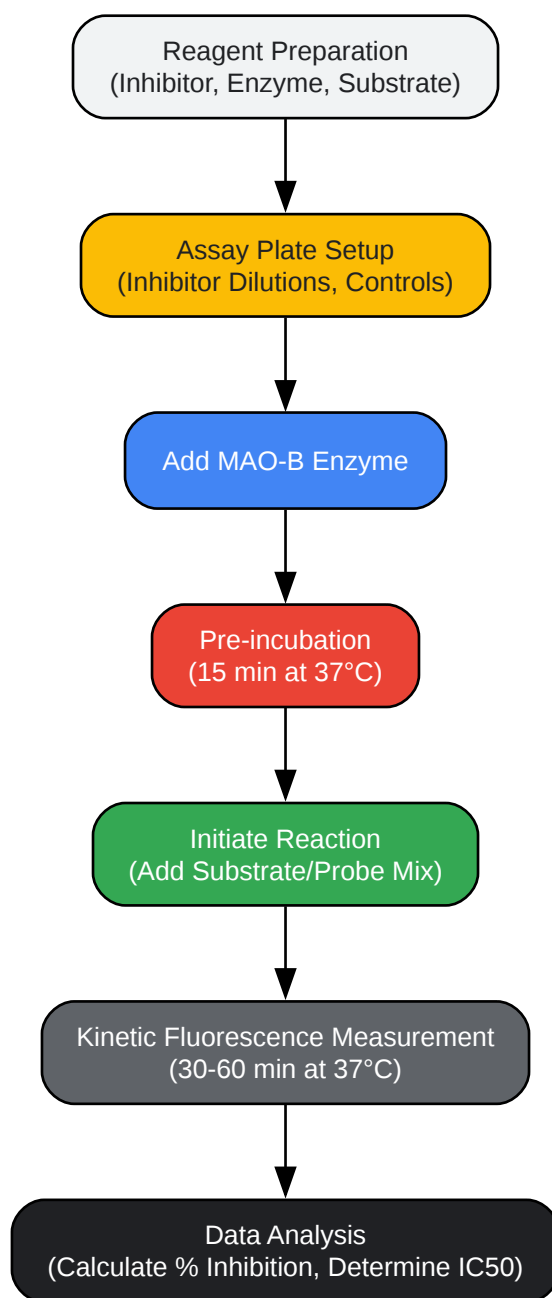 Reagent Preparation
(Inhibitor, Enzyme, Substrate)
Assay Plate Setup
(Inhibitor Dilutions, Controls)
Add MAO-B Enzyme
Pre-incubation
(15 min at 37°C)
Initiate Reaction
(Add Substrate/Probe Mix)
Kinetic Fluorescence Measurement
(30-60 min at 37°C)
Data Analysis
(Calculate % Inhibition, Determine IC50)